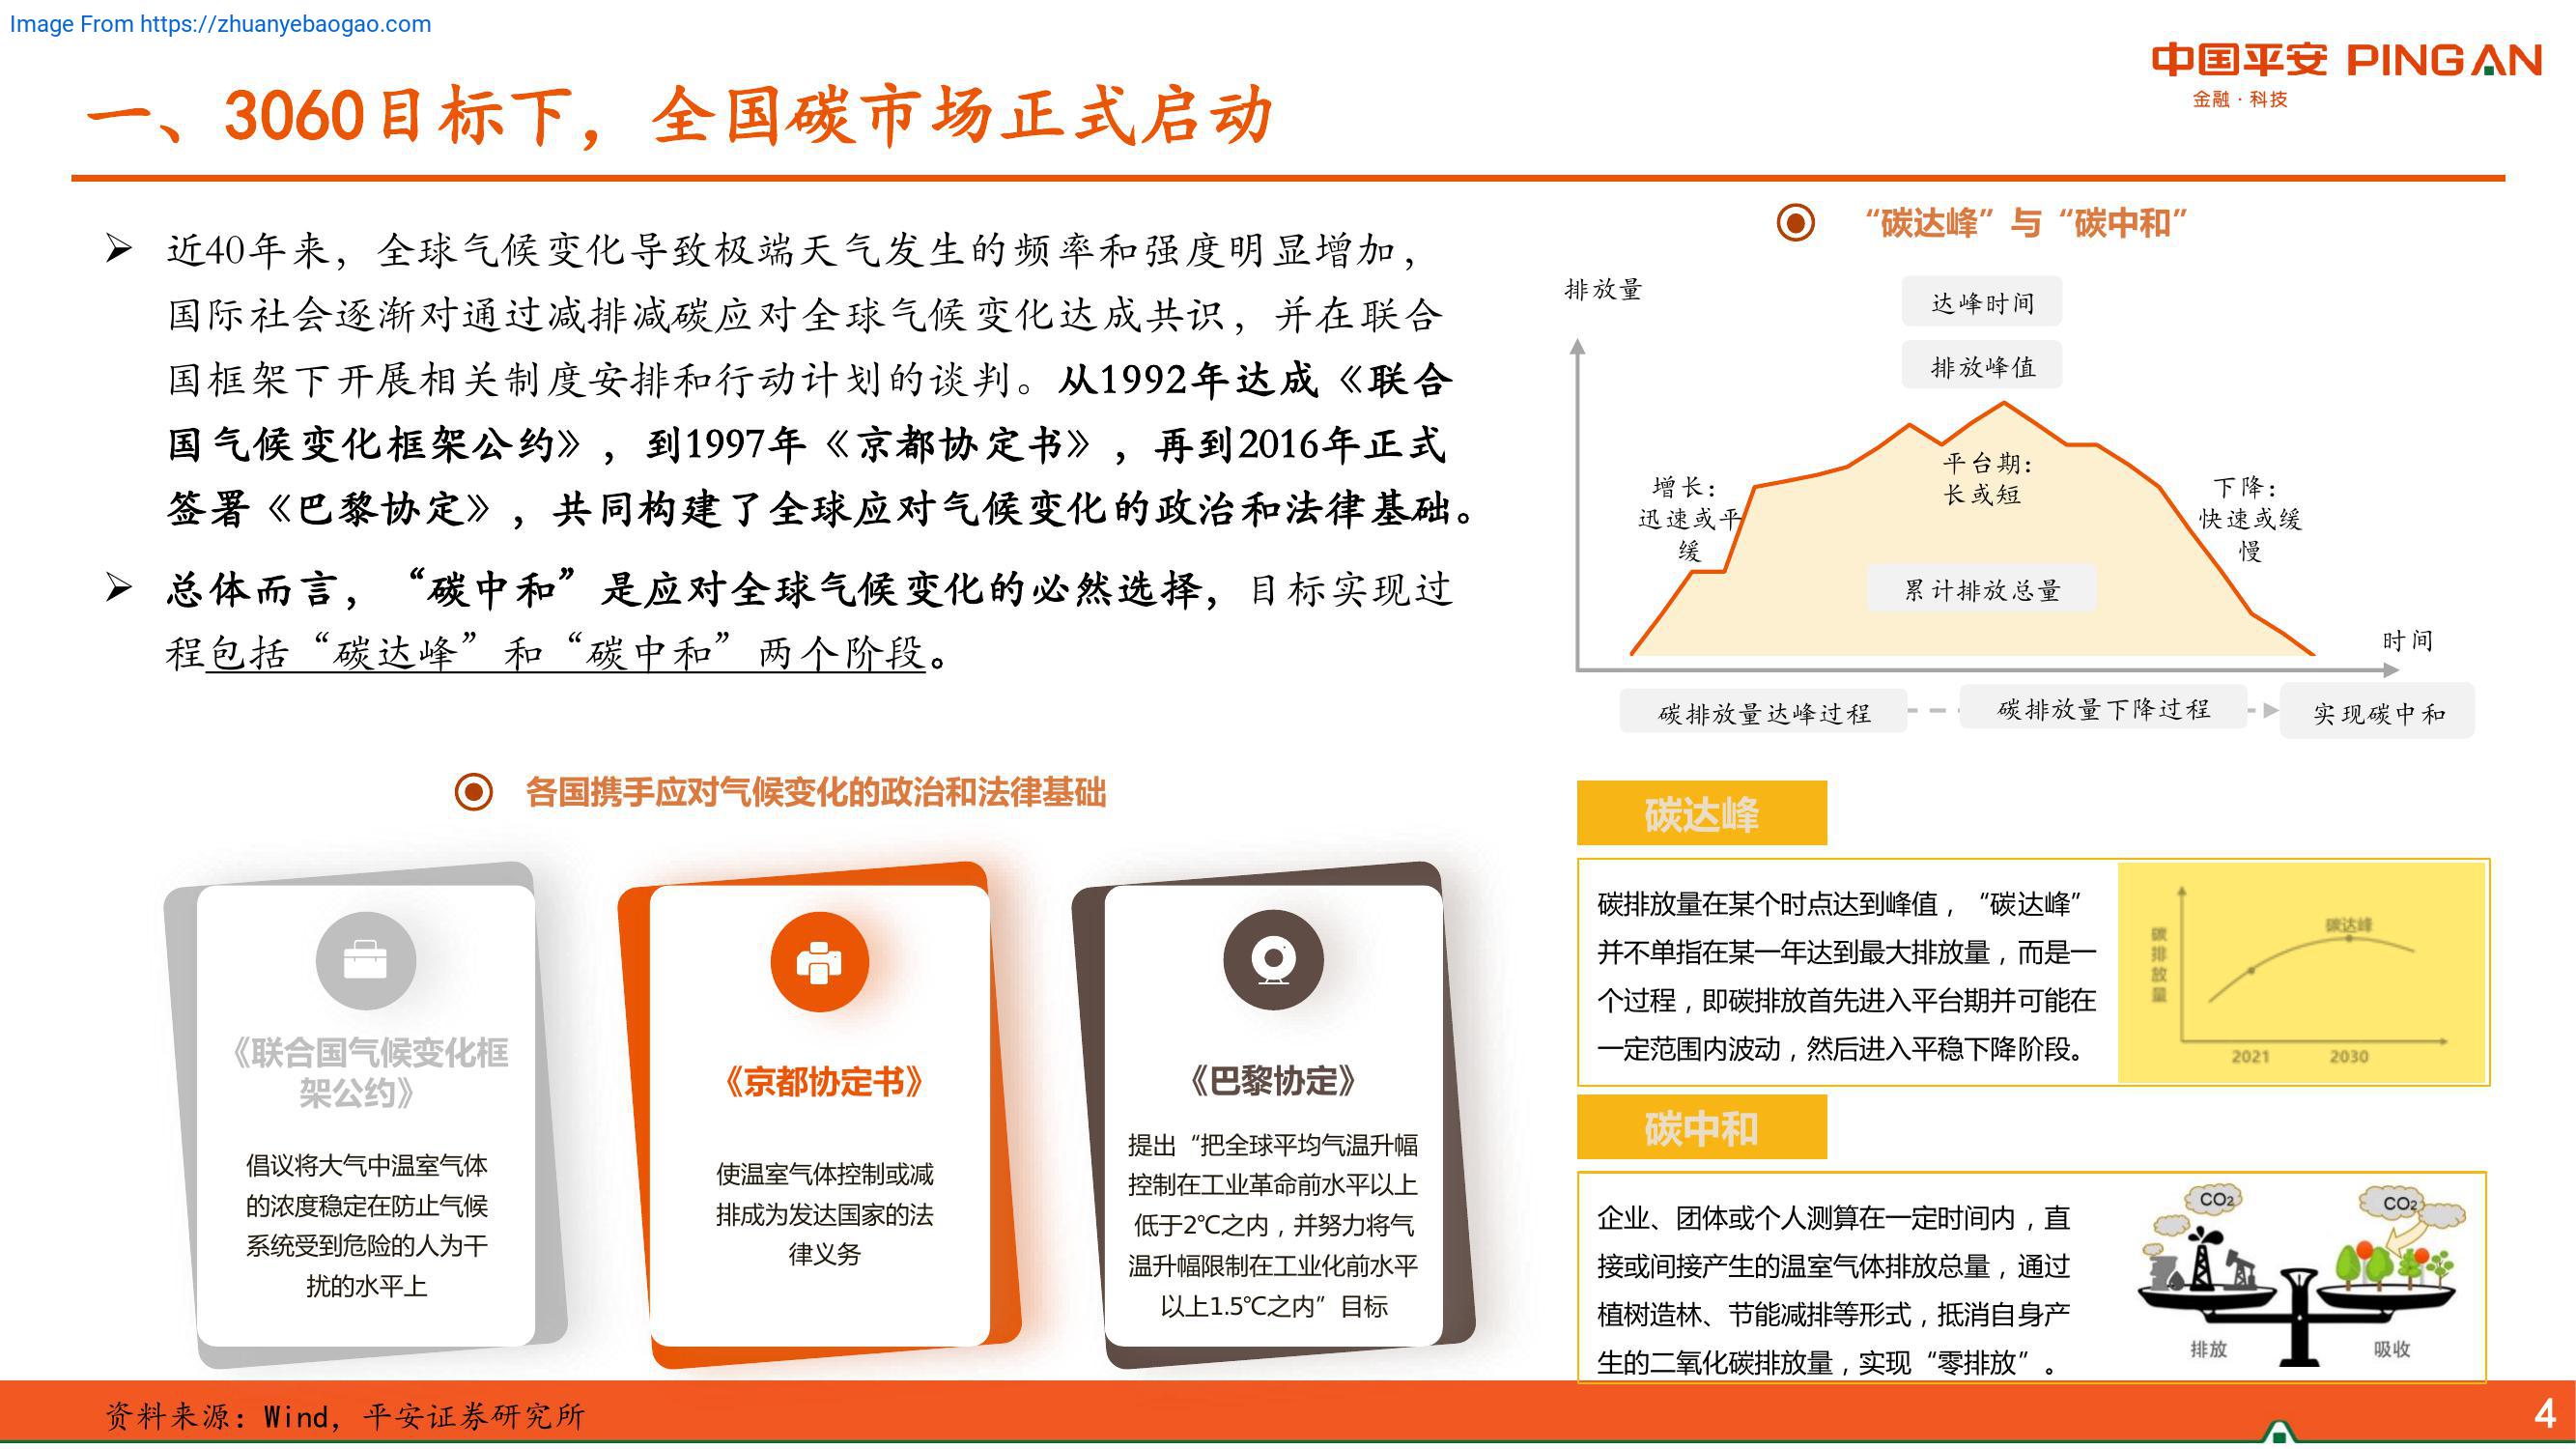 Image From https://zhuanyebaogao.com
中国平安 PINGAN
金融·科技
一、3060目标下，全国碳市场正式启动
近40年来，全球气候变化导致极端天气发生的频率和强度明显增加，
国际社会逐渐对通过减排减碳应对全球气候变化达成共识，并在联合
国框架下开展相关制度安排和行动计划的谈判。从1992年达成《联合
国气候变化框架公约》，到1997年《京都协定书》，再到2016年正式
签署《巴黎协定》，共同构建了全球应对气候变化的政治和法律基础。
总体而言，“碳中和”是应对全球气候变化的必然选择，目标实现过
程包括“碳达峰”和“碳中和”两个阶段。
“碳达峰”与“碳中和”
排放量
达峰时间
排放峰值
平台期：
长或短
增长：
迅速或平
缓
下降：
快速或缓
慢
累计排放总量
时间
碳排放量达峰过程
碳排放量下降过程
实现碳中和
各国携手应对气候变化的政治和法律基础
《联合国气候变化框
架公约》
倡议将大气中温室气体
的浓度稳定在防止气候
系统受到危险的人为干
扰的水平上
《京都协定书》
使温室气体控制或减
排成为发达国家的法
律义务
《巴黎协定》
提出“把全球平均气温升幅
控制在工业革命前水平以上
低于2℃之内，并努力将气
温升幅限制在工业化前水平
以上1.5℃之内”目标
碳达峰
碳排放量在某个时点达到峰值，“碳达峰”
并不单指在某一年达到最大排放量，而是一
个过程，即碳排放首先进入平台期并可能在
一定范围内波动，然后进入平稳下降阶段。
碳排放量
碳达峰
2021
2030
碳中和
企业、团体或个人测算在一定时间内，直
接或间接产生的温室气体排放总量，通过
植树造林、节能减排等形式，抵消自身产
生的二氧化碳排放量，实现“零排放”。
CO2
CO2
排放
吸收
资料来源：Wind，平安证券研究所
4